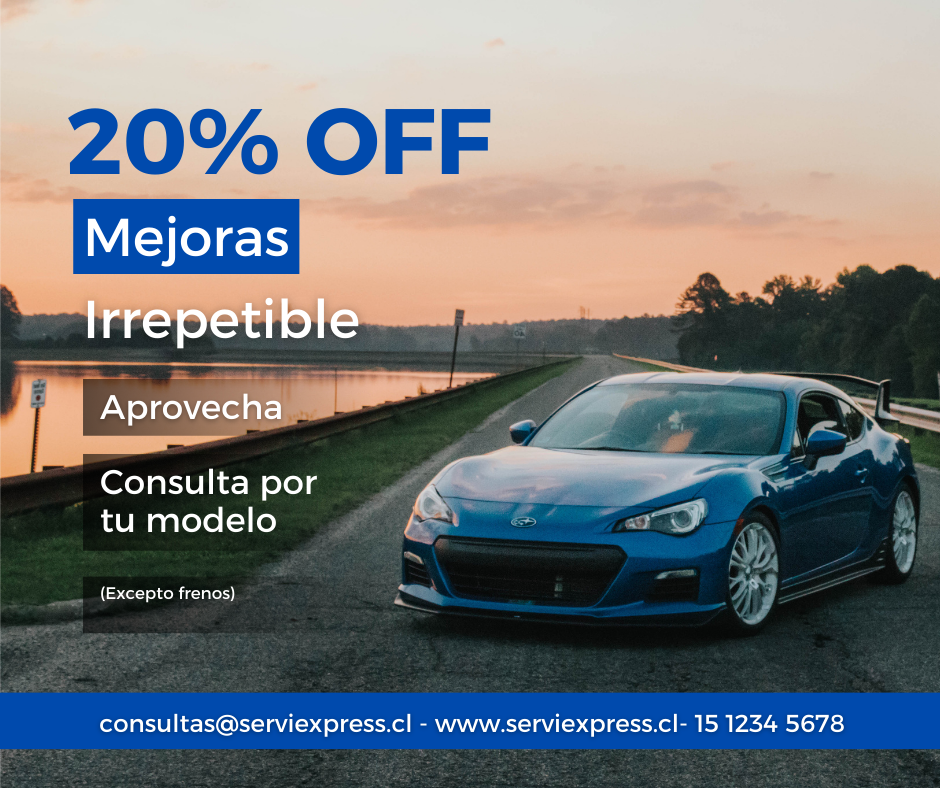 20% OFF
Mejoras
Irrepetible
Aprovecha
Consulta por
tu modelo
(Excepto frenos)
consultas@serviexpress.cl - www.serviexpress.cl- 15 1234 5678